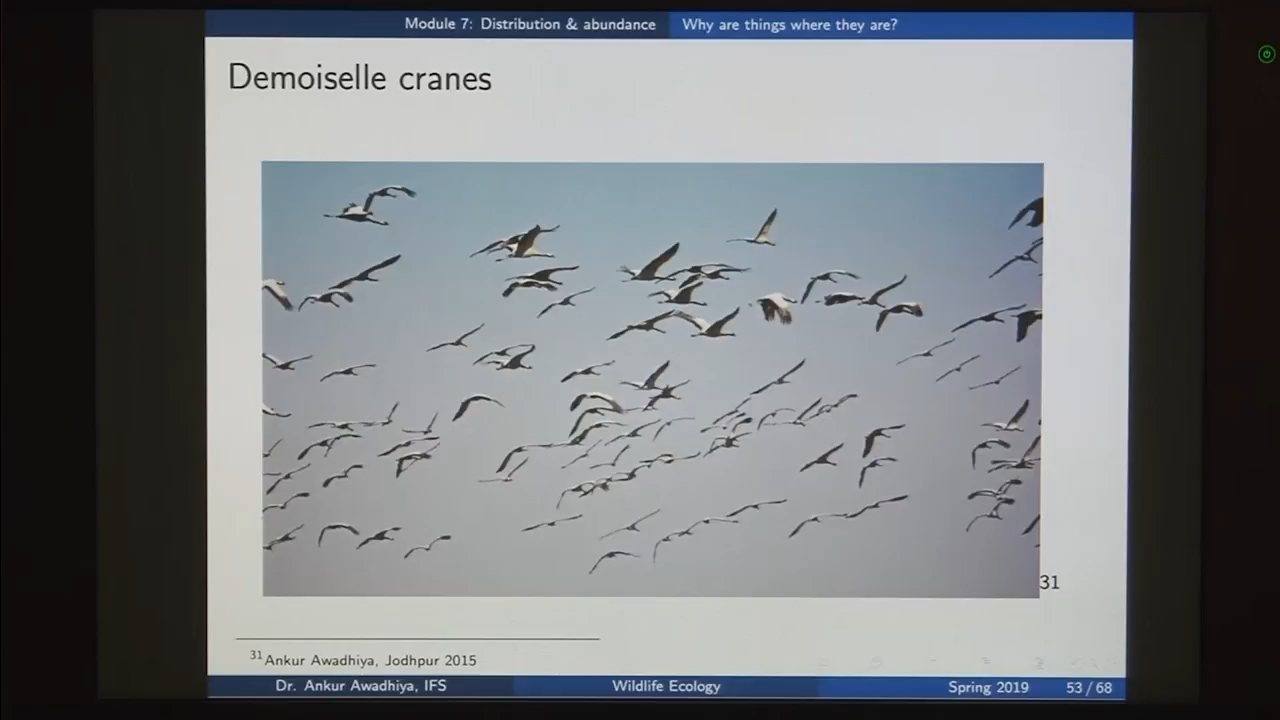 Module 7: Distribution & abundance Why are things where they are?
Demoiselle cranes
31
31 Ankur Awadhiya, Jodhpur 2015
Dr. Ankur Awadhiya, IFS Wildlife Ecology Spring 2019 53 / 68